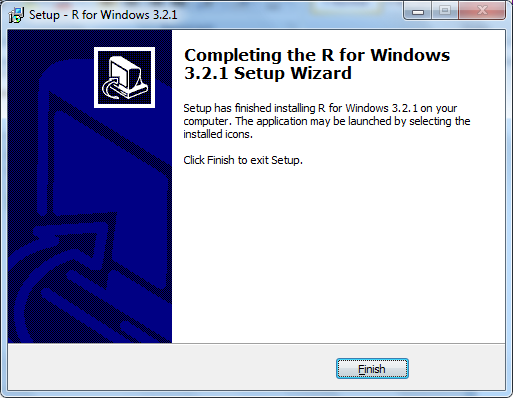 Setup - R for Windows 3.2.1
Completing the R for Windows
3.2.1 Setup Wizard
Setup has finished installing R for Windows 3.2.1 on your
computer. The application may be launched by selecting the
installed icons.
Click Finish to exit Setup.
Finish